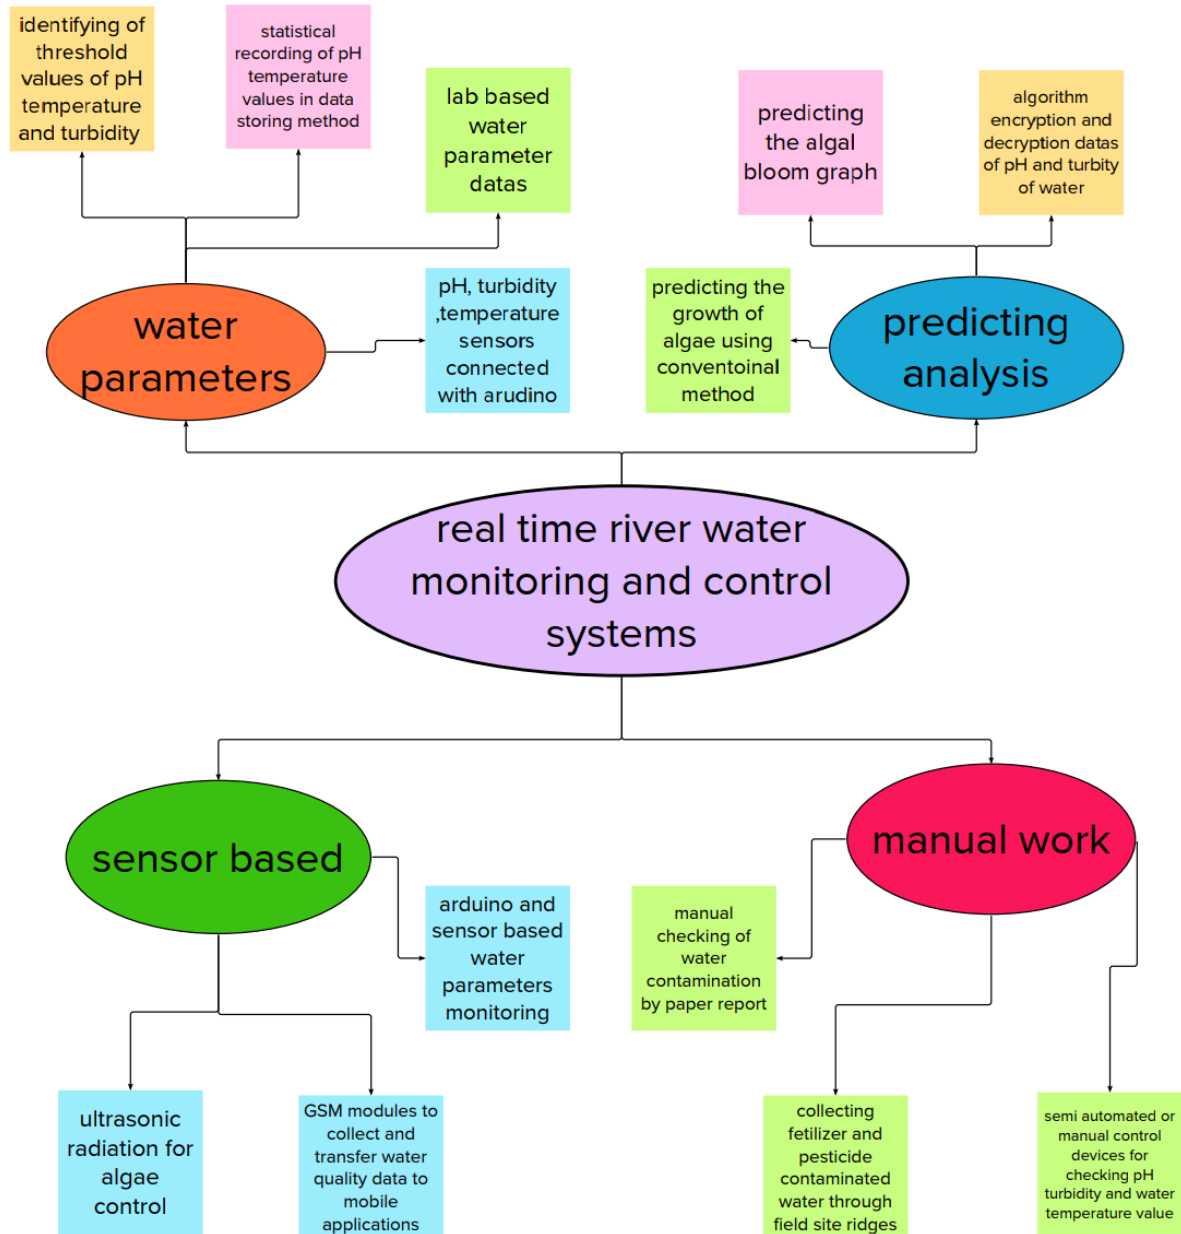 identifying of
threshold
values of pH
temperature
and turbidity
statistical
recording of pH
temperature
values in data
storing method
lab based
water
parameter
datas
predicting
the algal
bloom graph
algorithm
encryption and
decryption datas
of pH and turbity
of water
water
parameters
pH, turbidity
,temperature
sensors
connected
with arudino
predicting the
growth of
algae using
conventoinal
method
predicting
analysis
real time river water
monitoring and control
systems
sensor based
manual work
arduino and
sensor based
water
parameters
monitoring
manual
checking of
water
contamination
by paper report
ultrasonic
radiation for
algae
control
GSM modules to
collect and
transfer water
quality data to
mobile
applications
collecting
fetilizer and
pesticide
contaminated
water through
field site ridges
semi automated or
manual control
devices for
checking pH
turbidity and water
temperature value